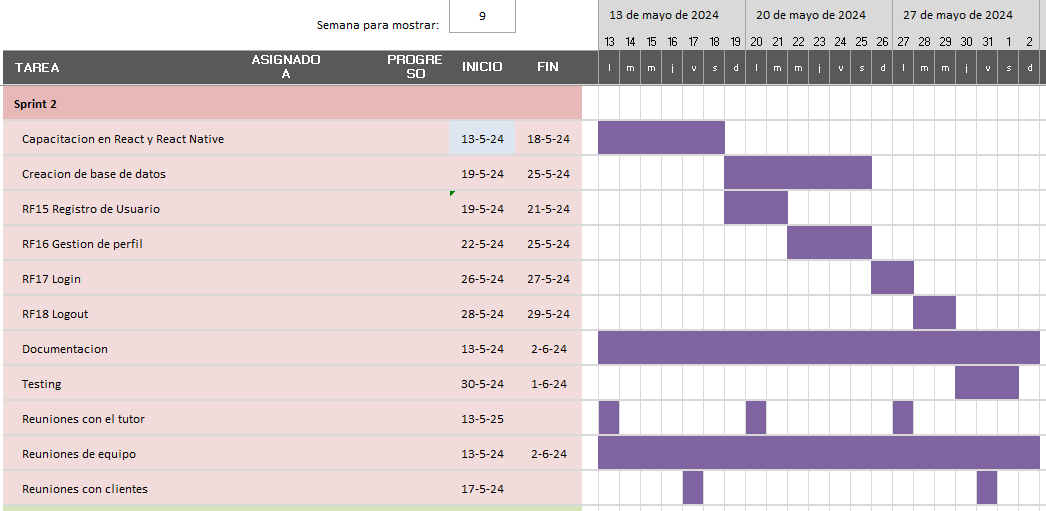 Semana para mostrar: 9 13 de mayo de 2024 20 de mayo de 2024 27 de mayo de 2024
13 14 15 16 17 18 19 20 21 22 23 24 25 26 27 28 29 30 31 1 2
TAREA ASIGNADO A PROGRESO INICIO FIN l m m j v s d l m m j v s d l m m j v s d
Sprint 2
Capacitacion en React y React Native 13-5-24 18-5-24
Creacion de base de datos 19-5-24 25-5-24
RF15 Registro de Usuario 19-5-24 21-5-24
RF16 Gestion de perfil 22-5-24 25-5-24
RF17 Login 26-5-24 27-5-24
RF18 Logout 28-5-24 29-5-24
Documentacion 13-5-24 2-6-24
Testing 30-5-24 1-6-24
Reuniones con el tutor 13-5-25
Reuniones de equipo 13-5-24 2-6-24
Reuniones con clientes 17-5-24